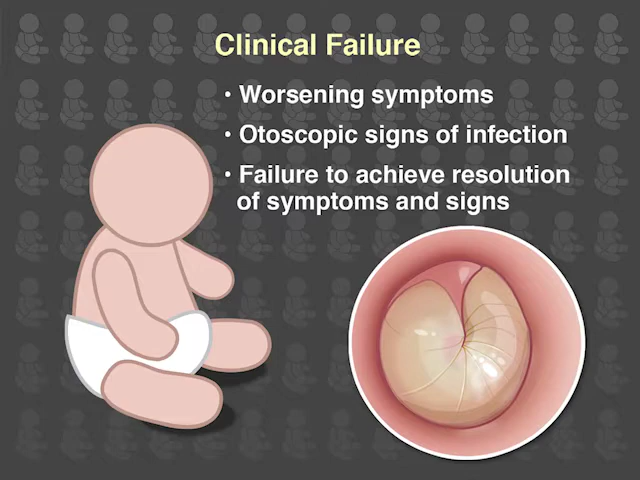 Clinical Failure
• Worsening symptoms
• Otoscopic signs of infection
• Failure to achieve resolution
of symptoms and signs